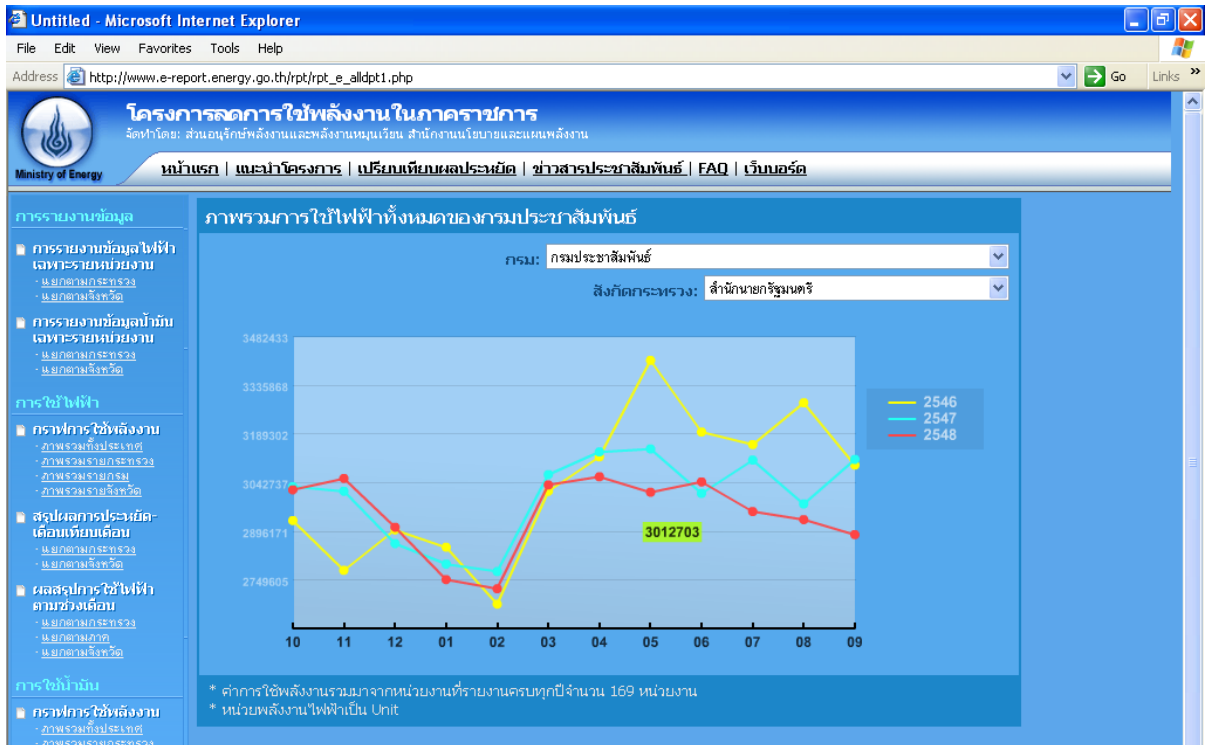 Untitled - Microsoft Internet Explorer
File Edit View Favorites Tools Help
Address http://www.e-report.energy.go.th/rpt/rpt_e_alldpt1.php Go Links »
โครงการลดการใช้พลังงานในภาคราชการ
จัดทำโดย: ส่วนอนุรักษ์พลังงานและพลังงานหมุนเวียน สำนักงานนโยบายและแผนพลังงาน
Ministry of Energy
หน้าแรก | แนะนำโครงการ | เปรียบเทียบผลประหยัด | ข่าวสารประชาสัมพันธ์ | FAQ | เว็บบอร์ด
การรายงานข้อมูล
การรายงานข้อมูลไฟฟ้า
เฉพาะรายหน่วยงาน
- แยกตามกระทรวง
- แยกตามจังหวัด
การรายงานข้อมูลน้ำมัน
เฉพาะรายหน่วยงาน
- แยกตามกระทรวง
- แยกตามจังหวัด
การใช้ไฟฟ้า
กราฟการใช้พลังงาน
- ภาพรวมทั้งประเทศ
- ภาพรวมรายกระทรวง
- ภาพรวมรายกรม
- ภาพรวมรายจังหวัด
สรุปผลการประหยัด-
เดือนเทียบเดือน
- แยกตามกระทรวง
- แยกตามจังหวัด
ผลสรุปการใช้ไฟฟ้า
ตามช่วงเดือน
- แยกตามกระทรวง
- แยกตามภาค
- แยกตามจังหวัด
การใช้น้ำมัน
กราฟการใช้พลังงาน
- ภาพรวมทั้งประเทศ
- ภาพรวมรายกระทรวง
ภาพรวมการใช้ไฟฟ้าทั้งหมดของกรมประชาสัมพันธ์
กรม: กรมประชาสัมพันธ์
สังกัดกระทรวง: สำนักนายกรัฐมนตรี
3482433
3335868
3189302
3042737
2896171
2749605
3012703
10 11 12 01 02 03 04 05 06 07 08 09
2546
2547
2548
* ค่าการใช้พลังงานรวมมาจากหน่วยงานที่รายงานครบทุกปีจำนวน 169 หน่วยงาน
* หน่วยพลังงานไฟฟ้าเป็น Unit